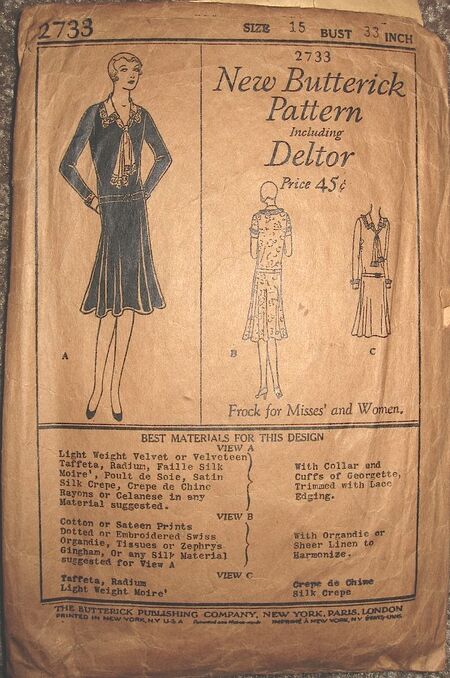 2733
SIZE 15 BUST 33 INCH
2733
New Butterick
Pattern
Including
Deltor
Price 45¢
A
B
C
Frock for Misses' and Women.
BEST MATERIALS FOR THIS DESIGN
VIEW A
Light Weight Velvet or Velveteen
Taffeta, Radium, Faille Silk
Moire', Poult de Soie, Satin
Silk Crepe, Crepe de Chine
Rayons or Celanese in any
Material suggested.
With Collar and
Cuffs of Georgette,
Trimmed with Lace
Edging.
VIEW B
Cotton or Sateen Prints
Dotted or Embroidered Swiss
Organdie, Tissues or Zephyrs
Gingham, Or any Silk Material
suggested for View A
With Organdie or
Sheer Linen to
Harmonize.
VIEW C
Taffeta, Radium
Light Weight Moire'
Crepe de Chine
Silk Crepe
THE BUTTERICK PUBLISHING COMPANY, NEW YORK, PARIS, LONDON
PRINTED IN NEW YORK, N.Y. U.S.A.